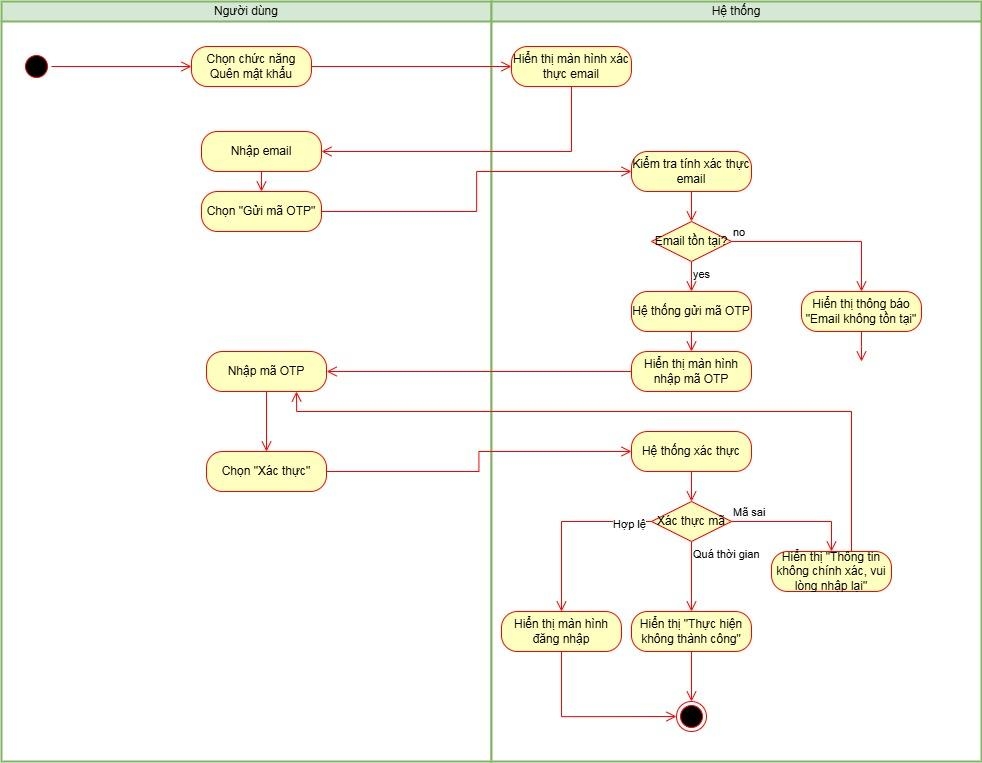 Người dùng
Hệ thống
Chọn chức năng
Quên mật khẩu
Hiển thị màn hình xác
thực email
Nhập email
Kiểm tra tính xác thực
email
Chọn "Gửi mã OTP"
Email tồn tại?
no
yes
Hệ thống gửi mã OTP
Hiển thị thông báo
"Email không tồn tại"
Nhập mã OTP
Hiển thị màn hình
nhập mã OTP
Hệ thống xác thực
Chọn "Xác thực"
Xác thực mã
Mã sai
Hợp lệ
Quá thời gian
Hiển thị "Thông tin
không chính xác, vui
lòng nhập lại"
Hiển thị màn hình
đăng nhập
Hiển thị "Thực hiện
không thành công"